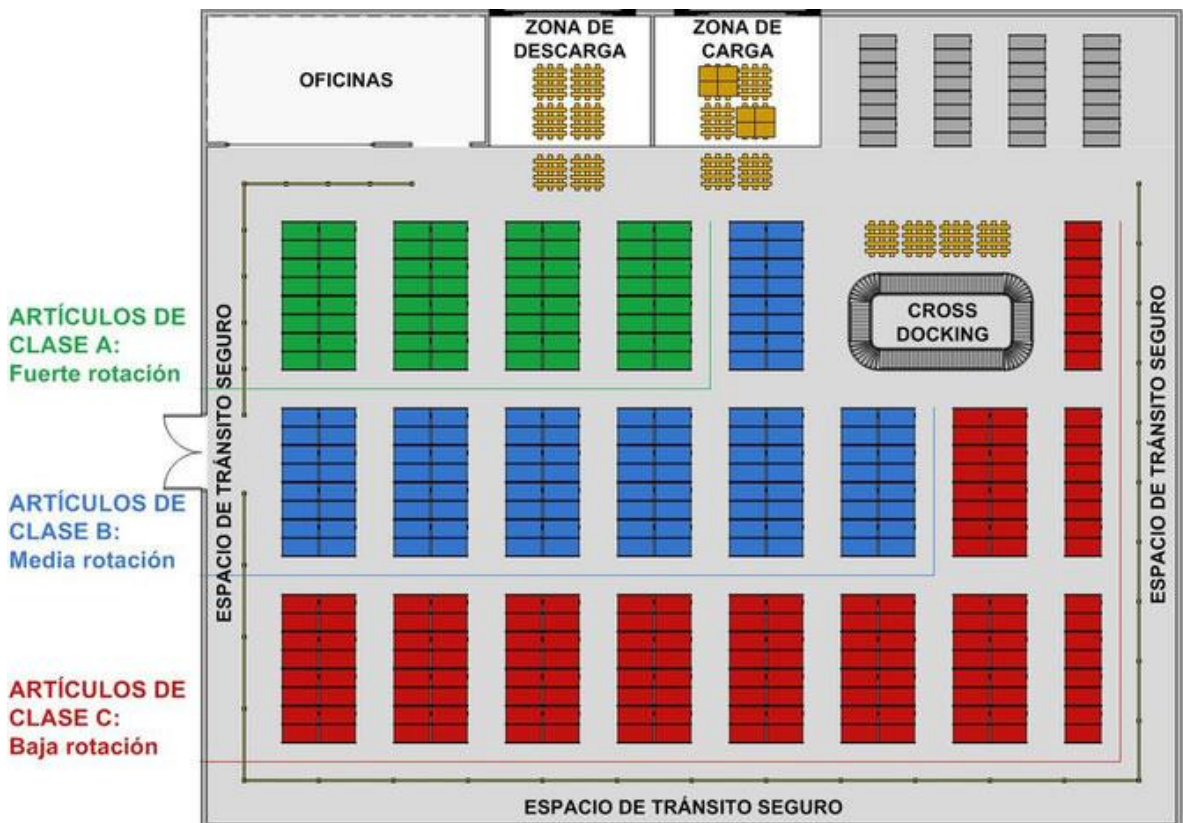 OFICINAS
ZONA DE
DESCARGA
ZONA DE
CARGA
ARTÍCULOS DE
CLASE A:
Fuerte rotación
ESPACIO DE TRÁNSITO SEGURO
CROSS
DOCKING
ESPACIO DE TRÁNSITO SEGURO
ARTÍCULOS DE
CLASE B:
Media rotación
ARTÍCULOS DE
CLASE C:
Baja rotación
ESPACIO DE TRÁNSITO SEGURO